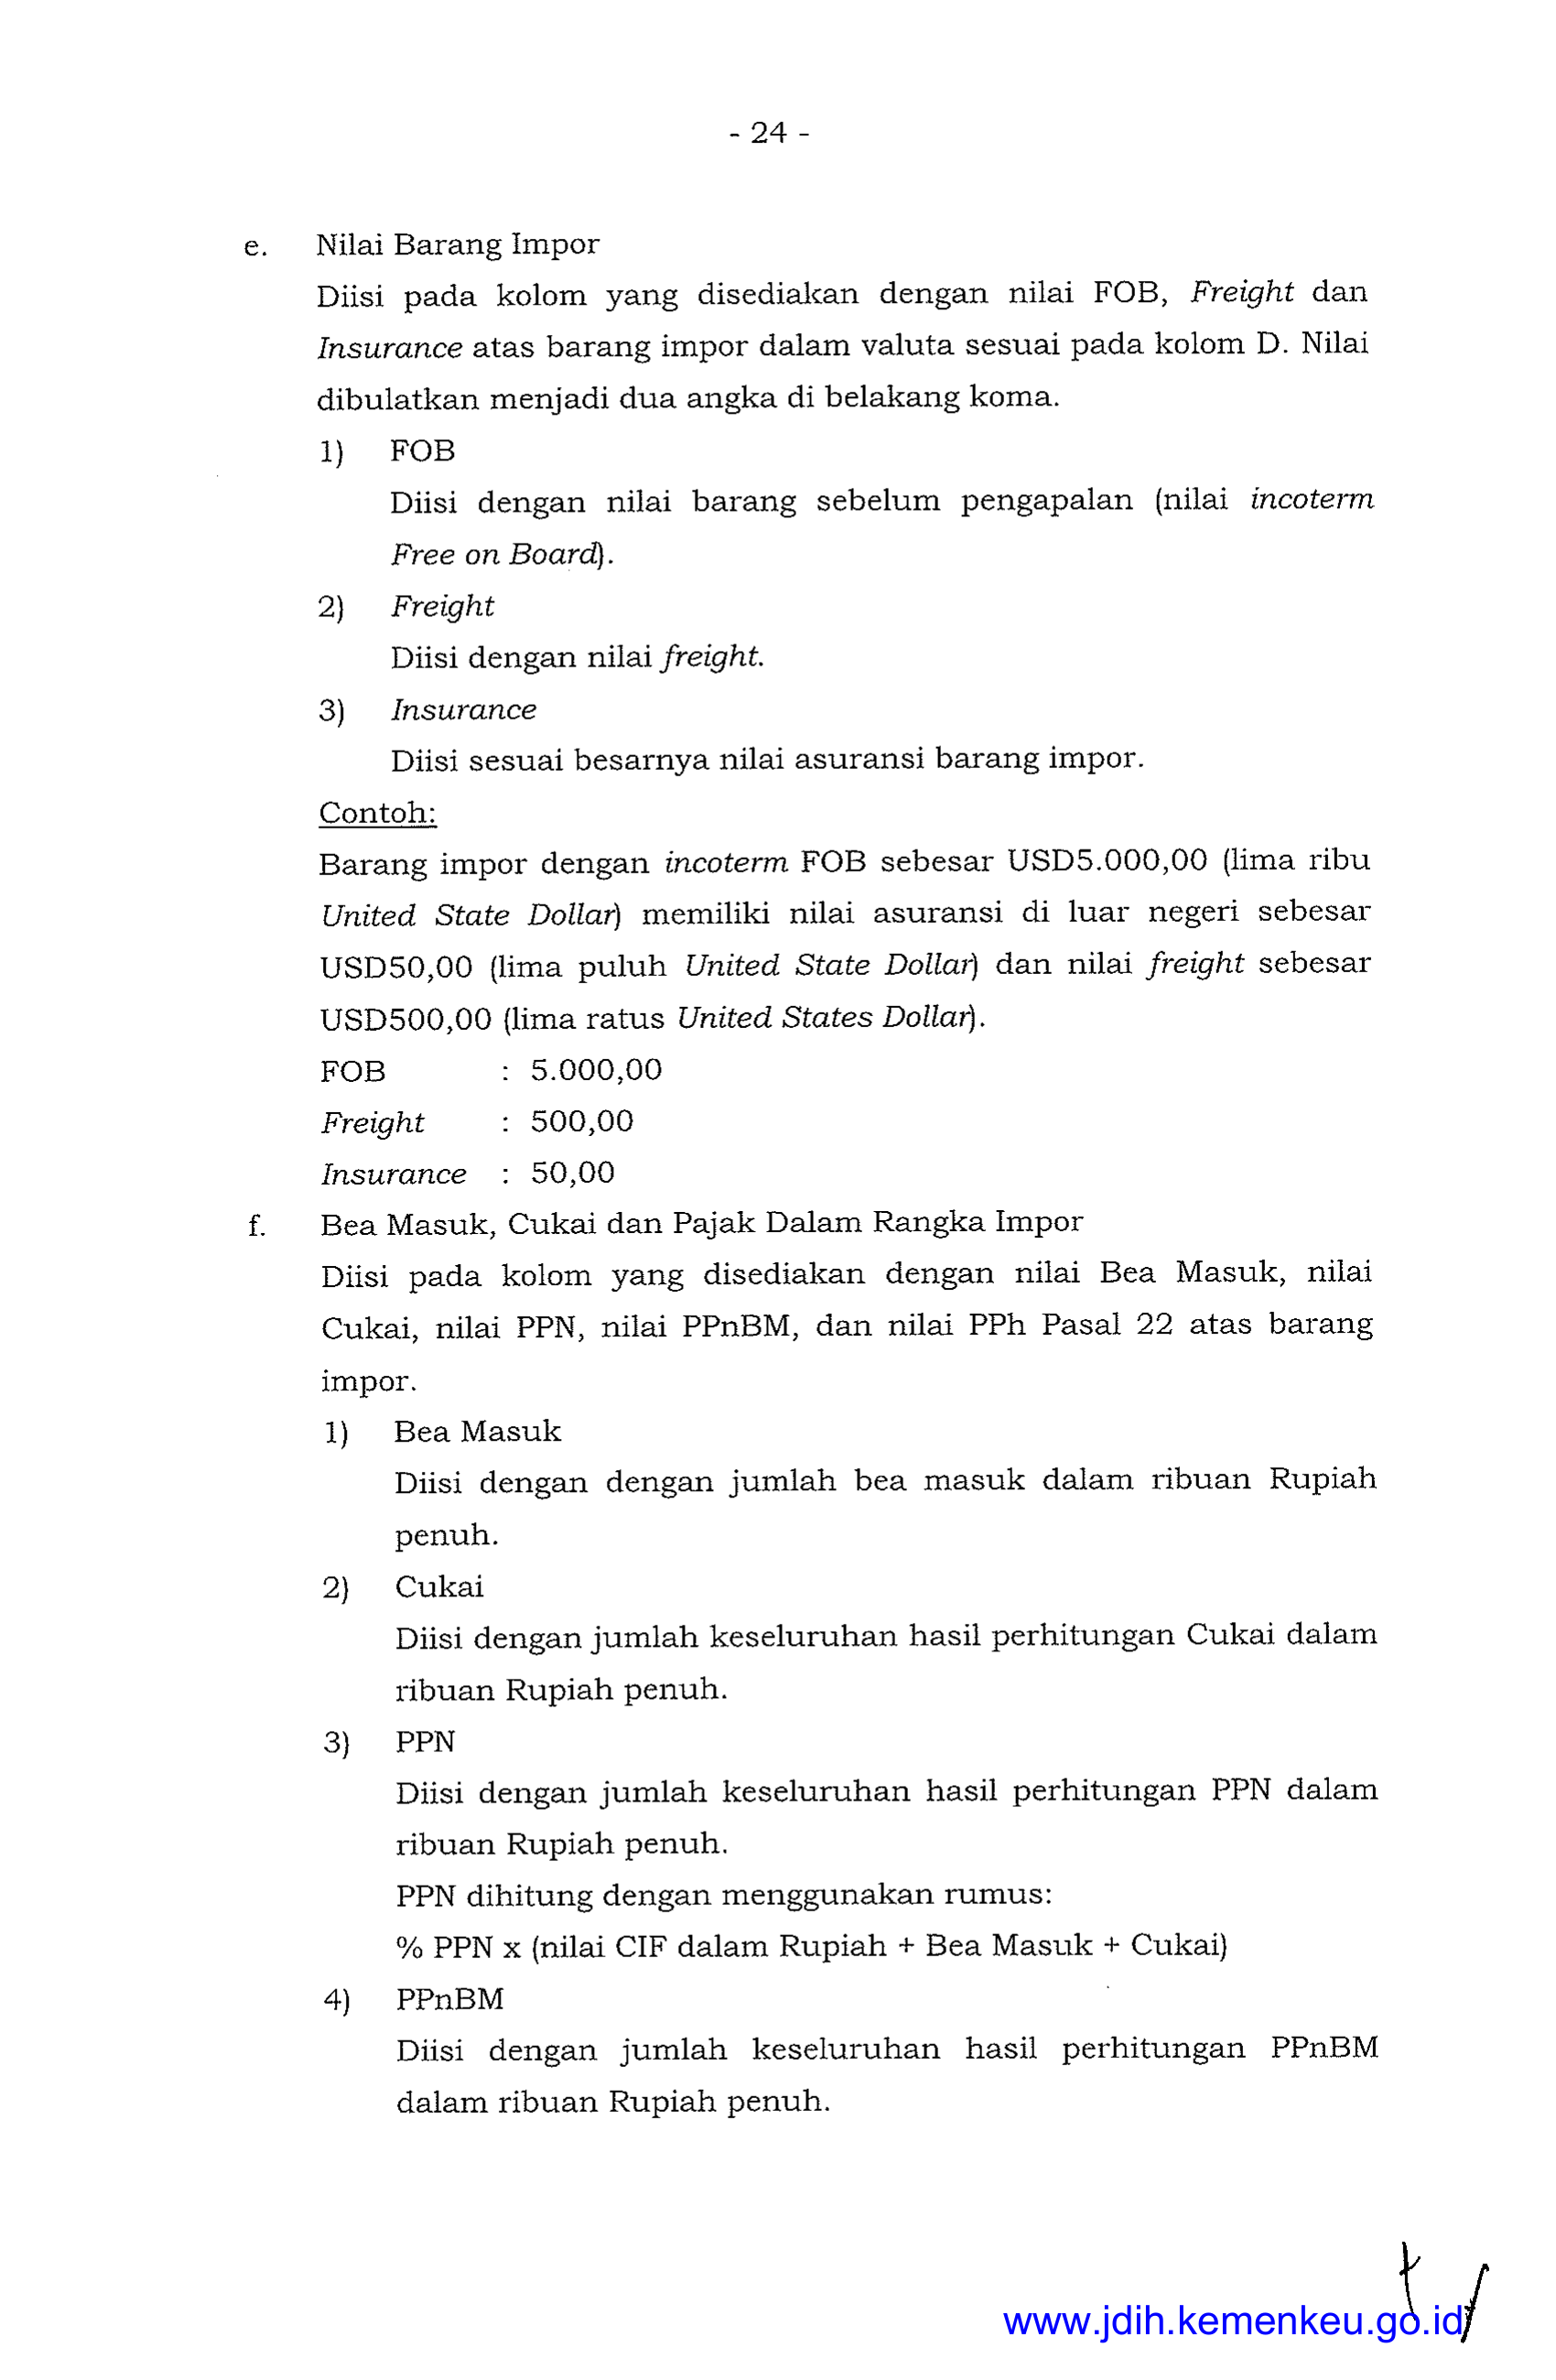 - 24 -
e. Nilai Barang Impor
Diisi pada kolom yang disediakan dengan nilai FOB, Freight dan
Insurance atas barang impor dalam valuta sesuai pada kolom D. Nilai
dibulatkan menjadi dua angka di belakang koma.
1) FOB
Diisi dengan nilai barang sebelum pengapalan (nilai incoterm
Free on Board).
2) Freight
Diisi dengan nilai freight.
3) Insurance
Diisi sesuai besarnya nilai asuransi barang impor.
Contoh:
Barang impor dengan incoterm FOB sebesar USD5.000,00 (lima ribu
United State Dollar) memiliki nilai asuransi di luar negeri sebesar
USD50,00 (lima puluh United State Dollar) dan nilai freight sebesar
USD500,00 (lima ratus United States Dollar).
FOB : 5.000,00
Freight : 500,00
Insurance : 50,00
f. Bea Masuk, Cukai dan Pajak Dalam Rangka Impor
Diisi pada kolom yang disediakan dengan nilai Bea Masuk, nilai
Cukai, nilai PPN, nilai PPnBM, dan nilai PPh Pasal 22 atas barang
impor.
1) Bea Masuk
Diisi dengan dengan jumlah bea masuk dalam ribuan Rupiah
penuh.
2) Cukai
Diisi dengan jumlah keseluruhan hasil perhitungan Cukai dalam
ribuan Rupiah penuh.
3) PPN
Diisi dengan jumlah keseluruhan hasil perhitungan PPN dalam
ribuan Rupiah penuh.
PPN dihitung dengan menggunakan rumus:
% PPN x (nilai CIF dalam Rupiah + Bea Masuk + Cukai)
4) PPnBM
Diisi dengan jumlah keseluruhan hasil perhitungan PPnBM
dalam ribuan Rupiah penuh.
www.jdih.kemenkeu.go.id